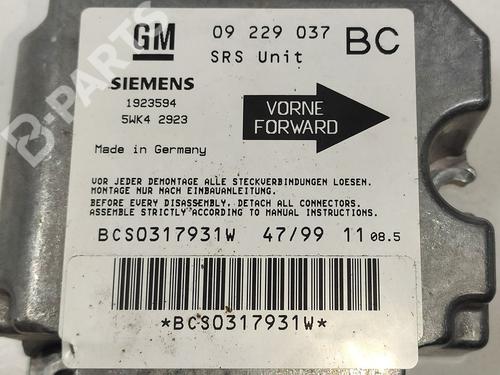 GM 09 229 037 BC
SRS Unit
SIEMENS
1923594
5WK4 2923
VORNE
FORWARD
Made in Germany
VOR JEDER DEMONTAGE ALLE STECKVERBINDUNGEN LOESEN.
MONTAGE NUR NACH EINBAUANLEITUNG.
BEFORE EVERY DISASSEMBLY, DETACH ALL CONNECTORS.
ASSEMBLE STRICTLY ACCORDING TO MANUAL INSTRUCTIONS.
BCS0317931W 47/99 11 08.5
*BCS0317931W*
B-PARTS